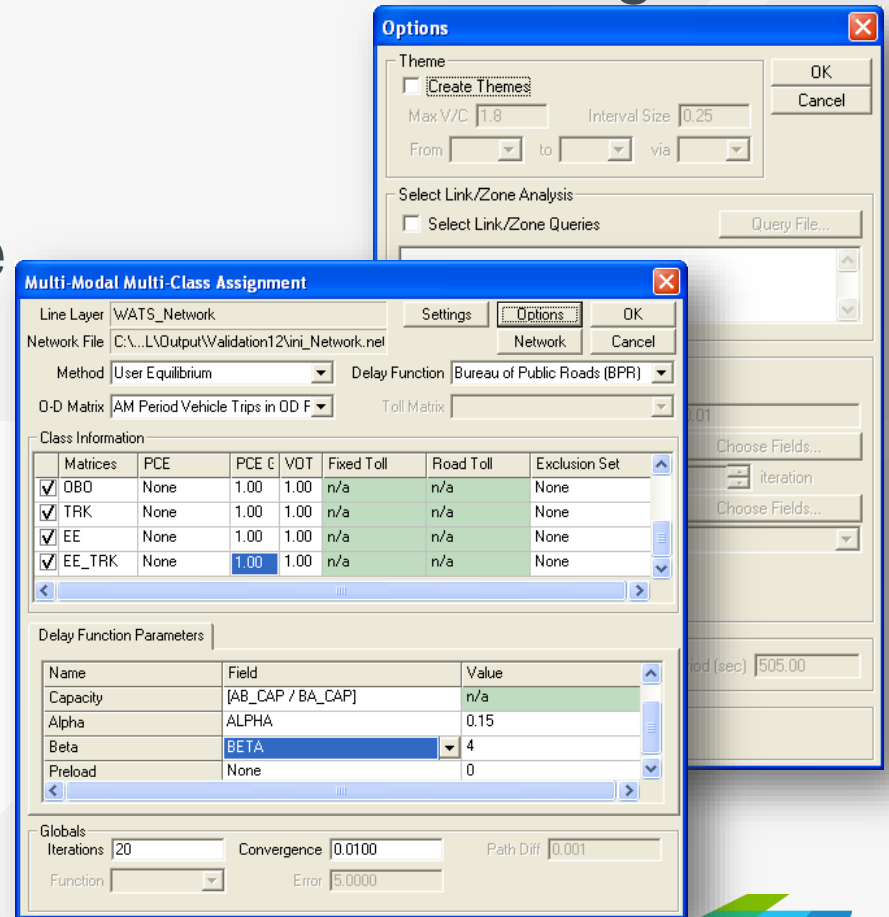 Options
Theme
Create Themes
OK
Cancel
Max V/C 1.8 Interval Size 0.25
From to via
Select Link/Zone Analysis
Select Link/Zone Queries Query File...
e
Multi-Modal Multi-Class Assignment
Line Layer WATS_Network Settings Options OK
Network File C:\...L\Output\Validation12\ini_Network.net Network Cancel
Method User Equilibrium Delay Function Bureau of Public Roads (BPR)
O-D Matrix AM Period Vehicle Trips in OD F Toll Matrix
Class Information
Matrices PCE PCE VOT Fixed Toll Road Toll Exclusion Set
OBO None 1.00 1.00 n/a n/a None
TRK None 1.00 1.00 n/a n/a None
EE None 1.00 1.00 n/a n/a None
EE_TRK None 1.00 1.00 n/a n/a None
Delay Function Parameters
Name Field Value
Capacity [AB_CAP / BA_CAP] n/a
Alpha ALPHA 0.15
Beta BETA 4
Preload None 0
Globals
Iterations 20 Convergence 0.0100 Path Diff 0.001
Function Error 5.0000
0.01
Choose Fields...
iteration
Choose Fields...
(sec) 505.00